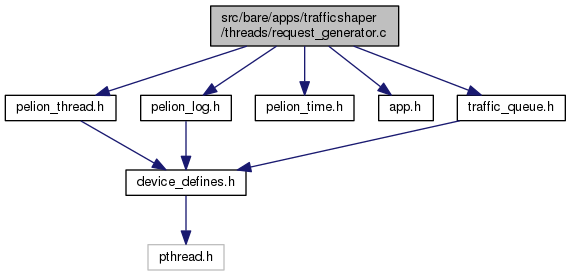 src/bare/apps/trafficshaper
/threads/request_generator.c
pelion_thread.h
pelion_log.h
pelion_time.h
app.h
traffic_queue.h
device_defines.h
pthread.h